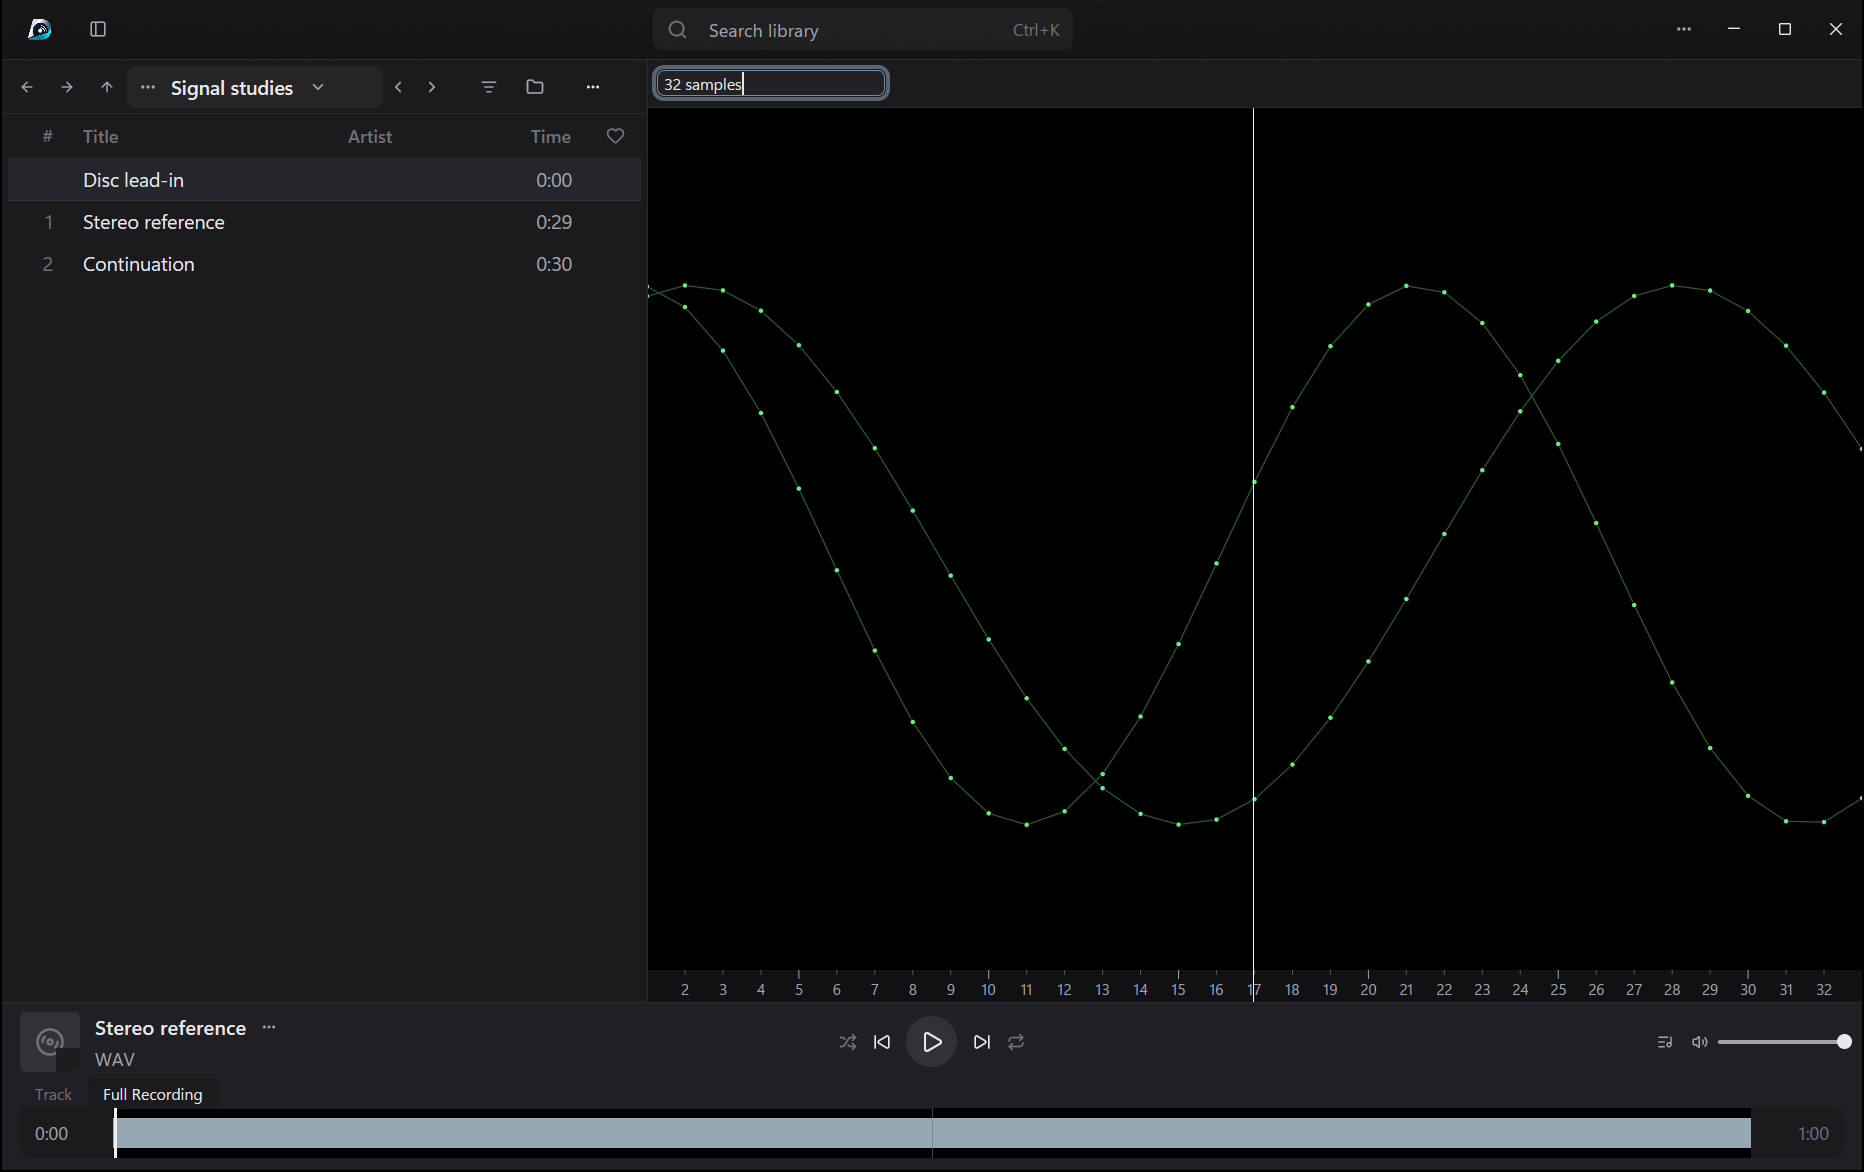 Search library Ctrl+K
Signal studies
32 samples
# Title Artist Time
Disc lead-in 0:00
1 Stereo reference 0:29
2 Continuation 0:30
2 3 4 5 6 7 8 9 10 11 12 13 14 15 16 17 18 19 20 21 22 23 24 25 26 27 28 29 30 31 32
Stereo reference
WAV
Track Full Recording
0:00 1:00